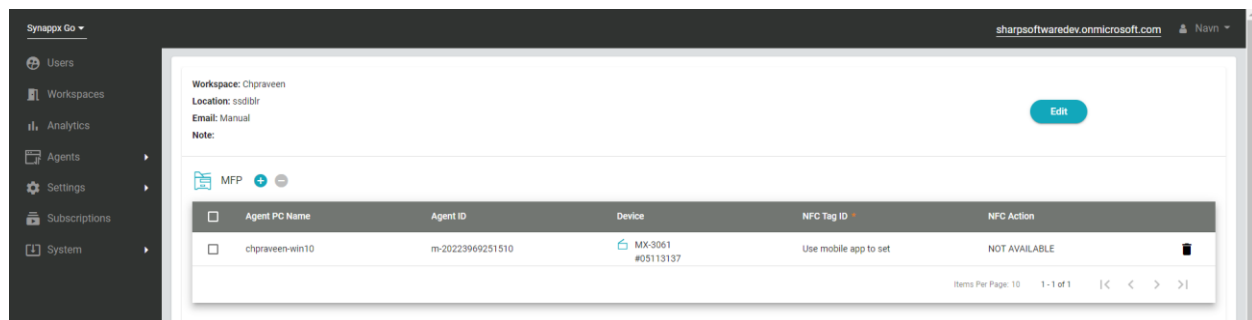 Synappx Go
sharpsoftwaredev.onmicrosoft.com Navn
Users
Workspaces
Analytics
Agents
Settings
Subscriptions
System
Workspace: Chpraveen
Location: ssdiblr
Email: Manual
Note:
Edit
MFP
Agent PC Name Agent ID Device NFC Tag ID * NFC Action
chpraveen-win10 m-20223969251510 MX-3061 Use mobile app to set NOT AVAILABLE
#05113137
Items Per Page: 10 1 - 1 of 1